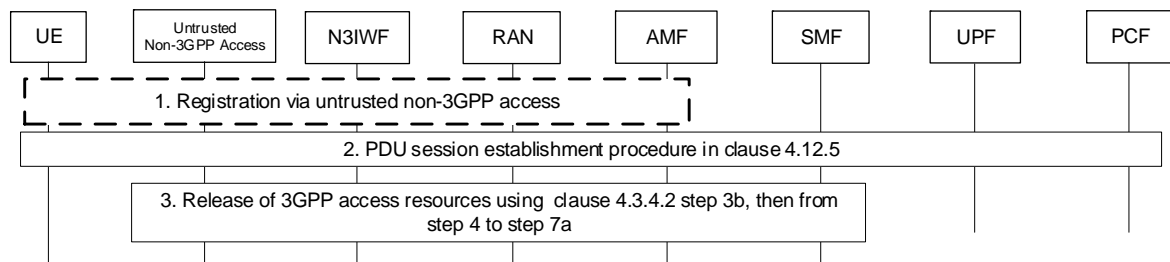 UE
Untrusted
Non-3GPP Access
N3IWF
RAN
AMF
SMF
UPF
PCF
1. Registration via untrusted non-3GPP access
2. PDU session establishment procedure in clause 4.12.5
3. Release of 3GPP access resources using clause 4.3.4.2 step 3b, then from
step 4 to step 7a